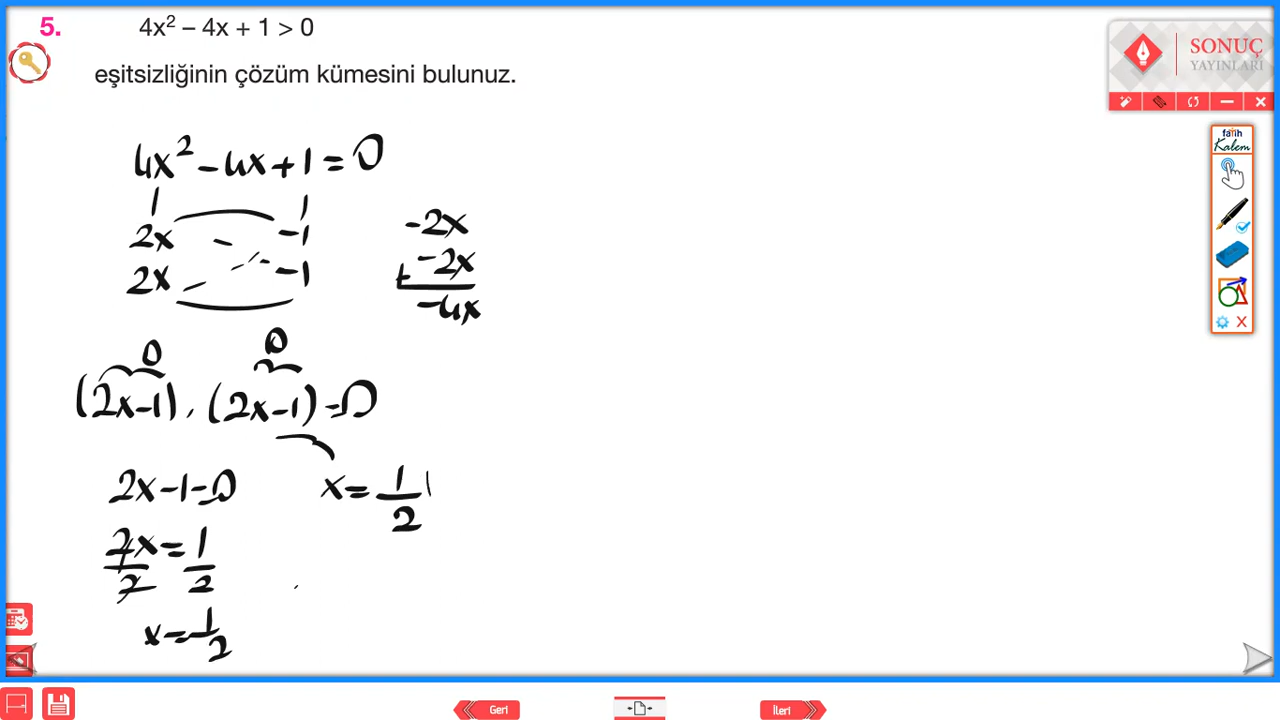 5. 4x² – 4x + 1 > 0
eşitsizliğinin çözüm kümesini bulunuz.
SONUÇ
YAYINLARI
fatih
Kalem
4x² - 4x + 1 = 0
1 1
2x -1
2x -1
-2x
+ -2x
-4x
0 0
(2x-1) . (2x-1) = 0
2x-1=0
x = 1/2
2x/2 = 1/2
x = 1/2
Geri
İleri